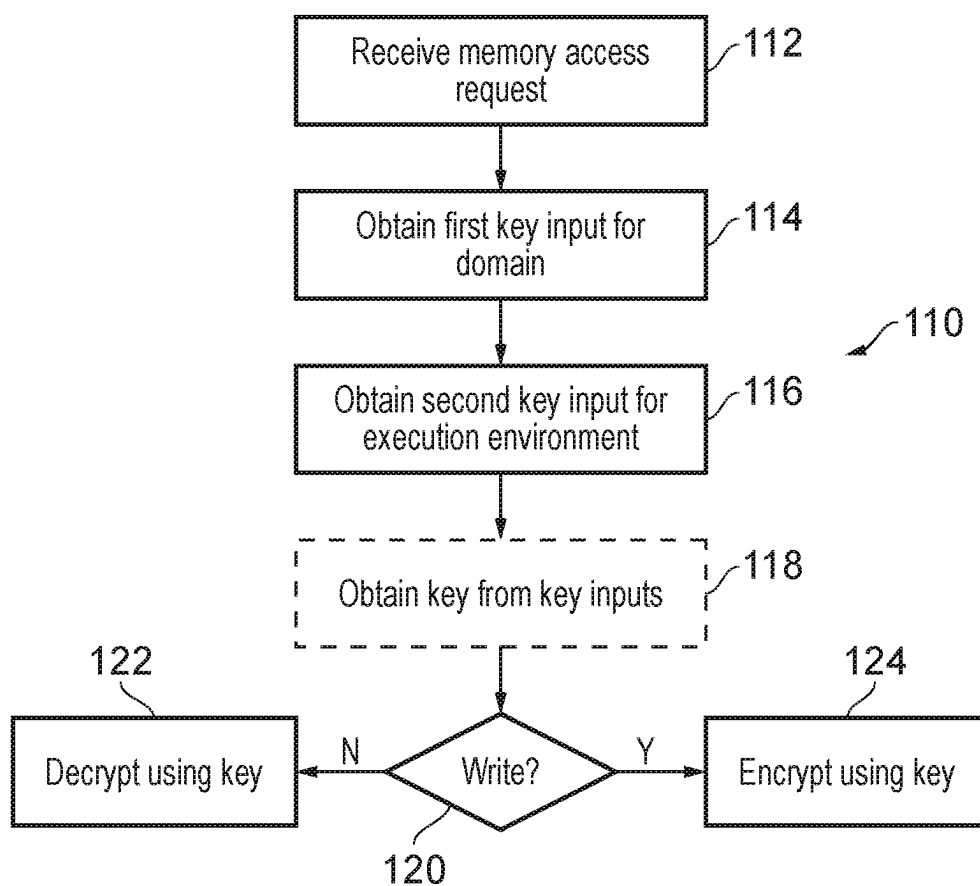 Receive memory access
request
112
Obtain first key input for
domain
114
110
Obtain second key input for
execution environment
116
Obtain key from key inputs
118
122
124
Decrypt using key
N
Write?
Y
Encrypt using key
120